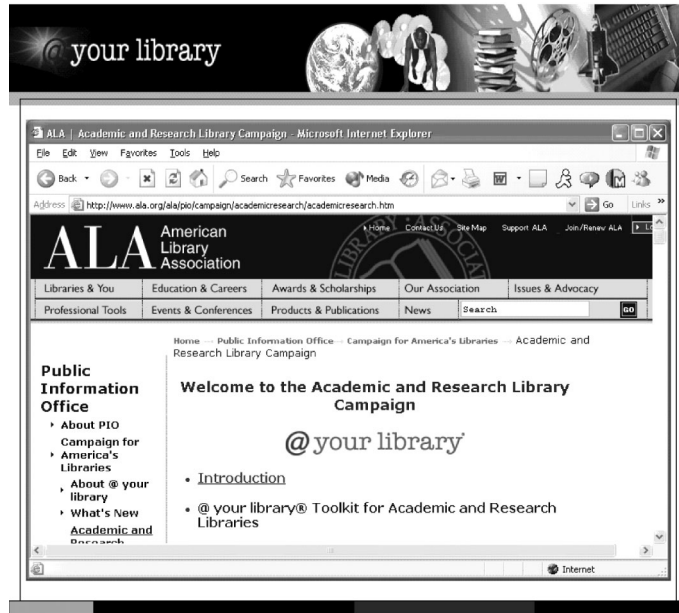 @ your library
ALA | Academic and Research Library Campaign - Microsoft Internet Explorer
File Edit View Favorites Tools Help
Back Search Favorites Media
Address http://www.ala.org/ala/pio/campaign/academicresearch/academicresearch.htm Go Links »
ALA American Library Association
Home Contact Us Site Map Support ALA Join/Renew ALA
Libraries & You Education & Careers Awards & Scholarships Our Association Issues & Advocacy
Professional Tools Events & Conferences Products & Publications News Search GO
Home → Public Information Office → Campaign for America's Libraries → Academic and
Research Library Campaign
Public
Information
Office
About PIO
Campaign for
America's
Libraries
About @ your
library
What's New
Academic and
Research
Welcome to the Academic and Research Library
Campaign
@ your library®
• Introduction
• @ your library® Toolkit for Academic and Research
Libraries
Internet